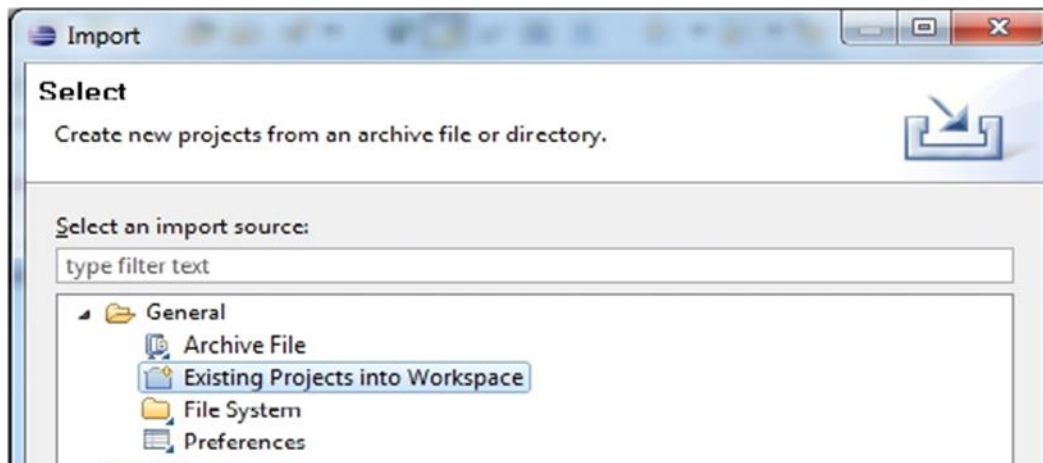 Import
Select
Create new projects from an archive file or directory.
Select an import source:
type filter text
General
Archive File
Existing Projects into Workspace
File System
Preferences